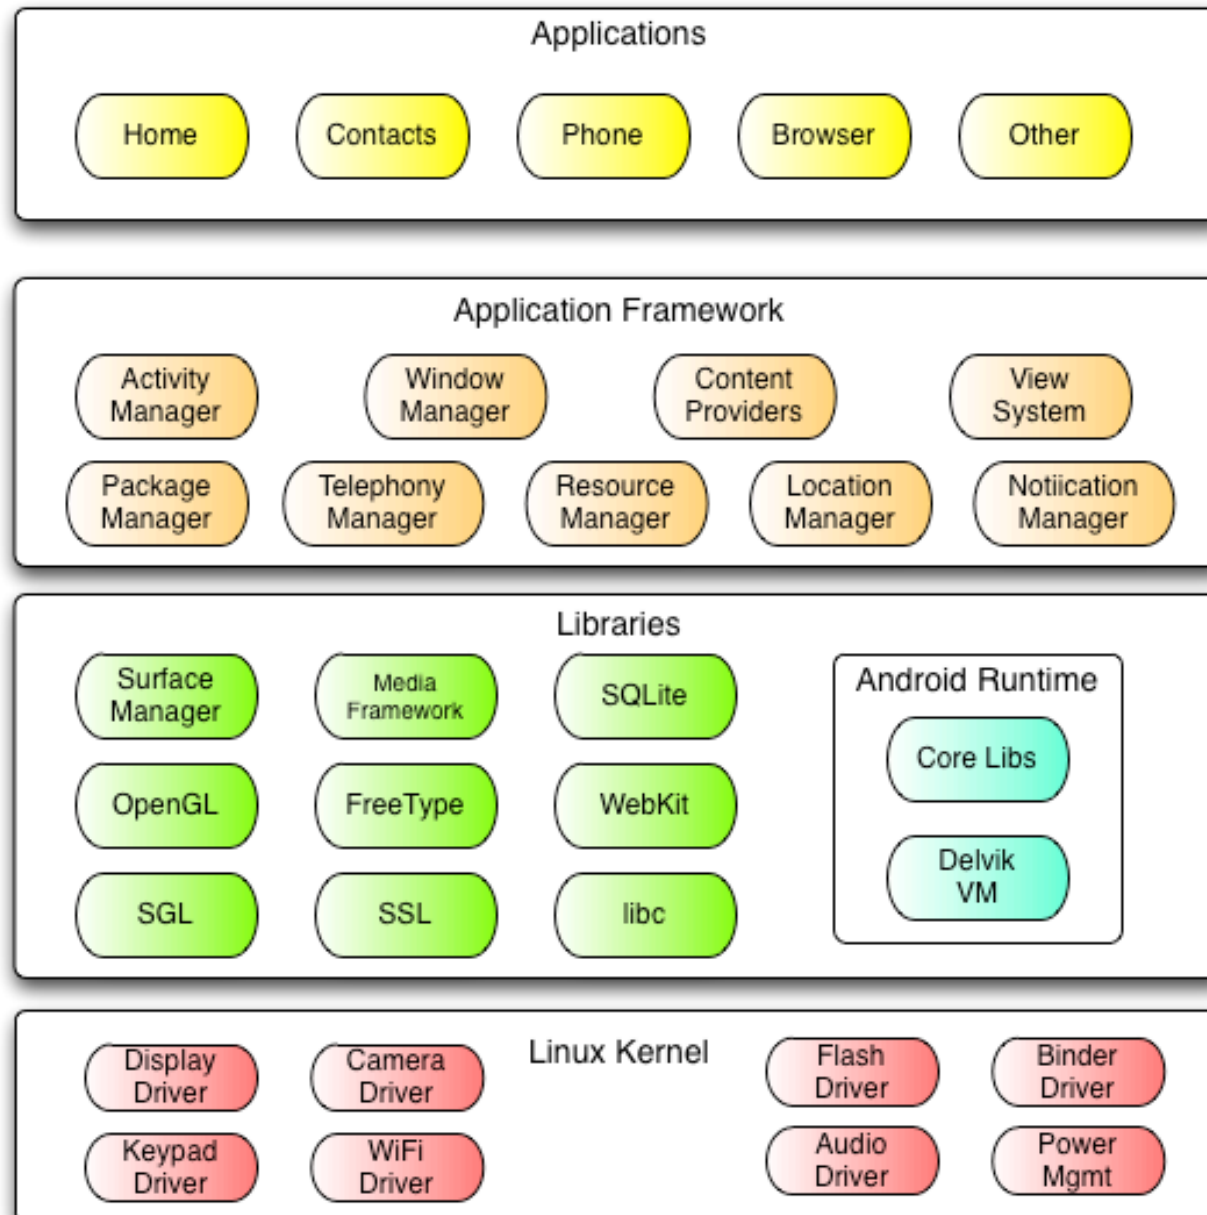 Applications
Home
Contacts
Phone
Browser
Other
Application Framework
Activity
Manager
Window
Manager
Content
Providers
View
System
Package
Manager
Telephony
Manager
Resource
Manager
Location
Manager
Notiication
Manager
Libraries
Surface
Manager
Media
Framework
SQLite
OpenGL
FreeType
WebKit
SGL
SSL
libc
Android Runtime
Core Libs
Delvik
VM
Linux Kernel
Display
Driver
Camera
Driver
Flash
Driver
Binder
Driver
Keypad
Driver
WiFi
Driver
Audio
Driver
Power
Mgmt